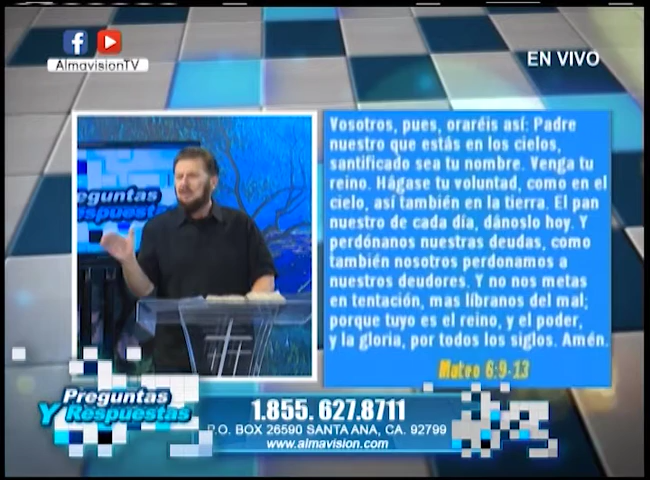 AlmavisionTV
EN VIVO
eguntas
espuest
Vosotros, pues, oraréis así: Padre
nuestro que estás en los cielos,
santificado sea tu nombre. Venga tu
reino. Hágase tu voluntad, como en el
cielo, así también en la tierra. El pan
nuestro de cada día, dánoslo hoy. Y
perdónanos nuestras deudas, como
también nosotros perdonamos a
nuestros deudores. Y no nos metas
en tentación, mas líbranos del mal;
porque tuyo es el reino, y el poder,
y la gloria, por todos los siglos. Amén.
Mateo 6:9-13
Preguntas
Y Respuestas
1.855. 627.8711
P.O. BOX 26590 SANTA ANA, CA. 92799
www.almavision.com